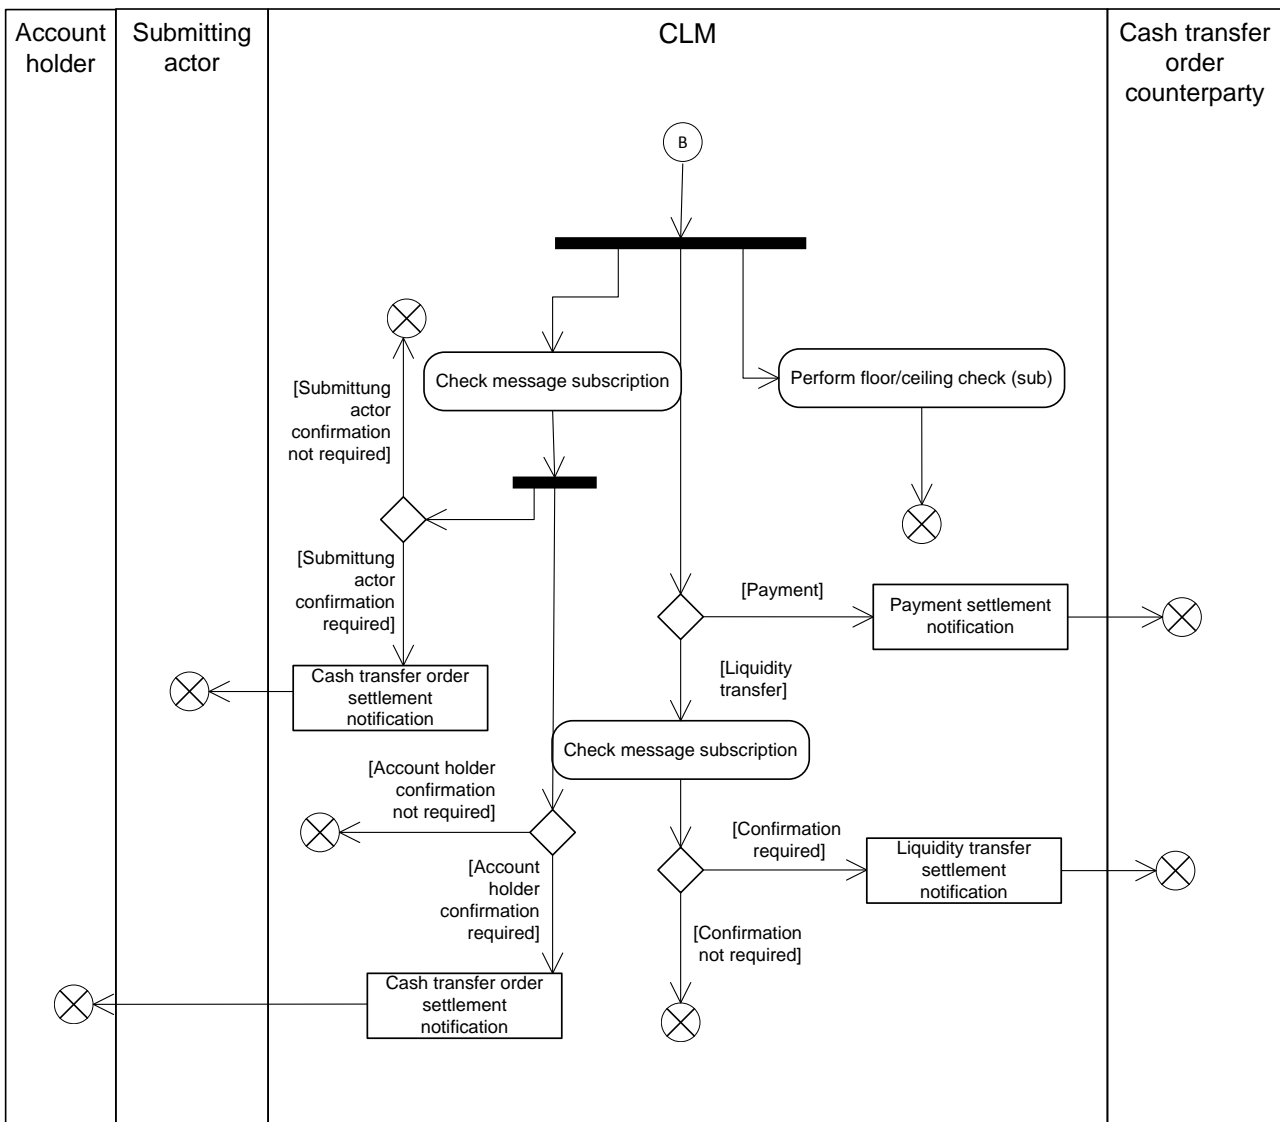 Account
holder
Submitting
actor
CLM
Cash transfer
order
counterparty
B
Check message subscription
Perform floor/ceiling check (sub)
[Submittung
actor
confirmation
not required]
[Submittung
actor
confirmation
required]
[Payment]
Payment settlement
notification
[Liquidity
transfer]
Cash transfer order
settlement
notification
Check message subscription
[Account holder
confirmation
not required]
[Confirmation
required]
Liquidity transfer
settlement
notification
[Account
holder
confirmation
required]
[Confirmation
not required]
Cash transfer order
settlement
notification